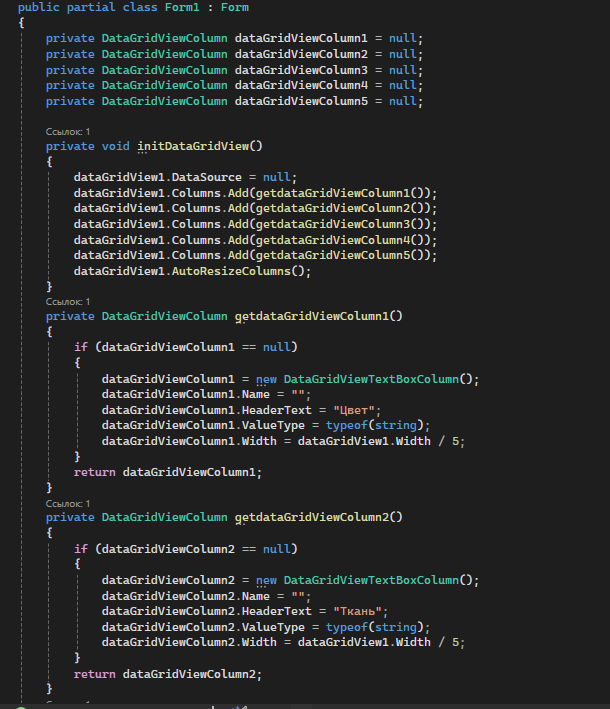 public partial class Form1 : Form
{
private DataGridViewColumn dataGridViewColumn1 = null;
private DataGridViewColumn dataGridViewColumn2 = null;
private DataGridViewColumn dataGridViewColumn3 = null;
private DataGridViewColumn dataGridViewColumn4 = null;
private DataGridViewColumn dataGridViewColumn5 = null;
Ссылок: 1
private void initDataGridView()
{
dataGridView1.DataSource = null;
dataGridView1.Columns.Add(getdataGridViewColumn1());
dataGridView1.Columns.Add(getdataGridViewColumn2());
dataGridView1.Columns.Add(getdataGridViewColumn3());
dataGridView1.Columns.Add(getdataGridViewColumn4());
dataGridView1.Columns.Add(getdataGridViewColumn5());
dataGridView1.AutoResizeColumns();
}
Ссылок: 1
private DataGridViewColumn getdataGridViewColumn1()
{
if (dataGridViewColumn1 == null)
{
dataGridViewColumn1 = new DataGridViewTextBoxColumn();
dataGridViewColumn1.Name = "";
dataGridViewColumn1.HeaderText = "Цвет";
dataGridViewColumn1.ValueType = typeof(string);
dataGridViewColumn1.Width = dataGridView1.Width / 5;
}
return dataGridViewColumn1;
}
Ссылок: 1
private DataGridViewColumn getdataGridViewColumn2()
{
if (dataGridViewColumn2 == null)
{
dataGridViewColumn2 = new DataGridViewTextBoxColumn();
dataGridViewColumn2.Name = "";
dataGridViewColumn2.HeaderText = "Ткань";
dataGridViewColumn2.ValueType = typeof(string);
dataGridViewColumn2.Width = dataGridView1.Width / 5;
}
return dataGridViewColumn2;
}